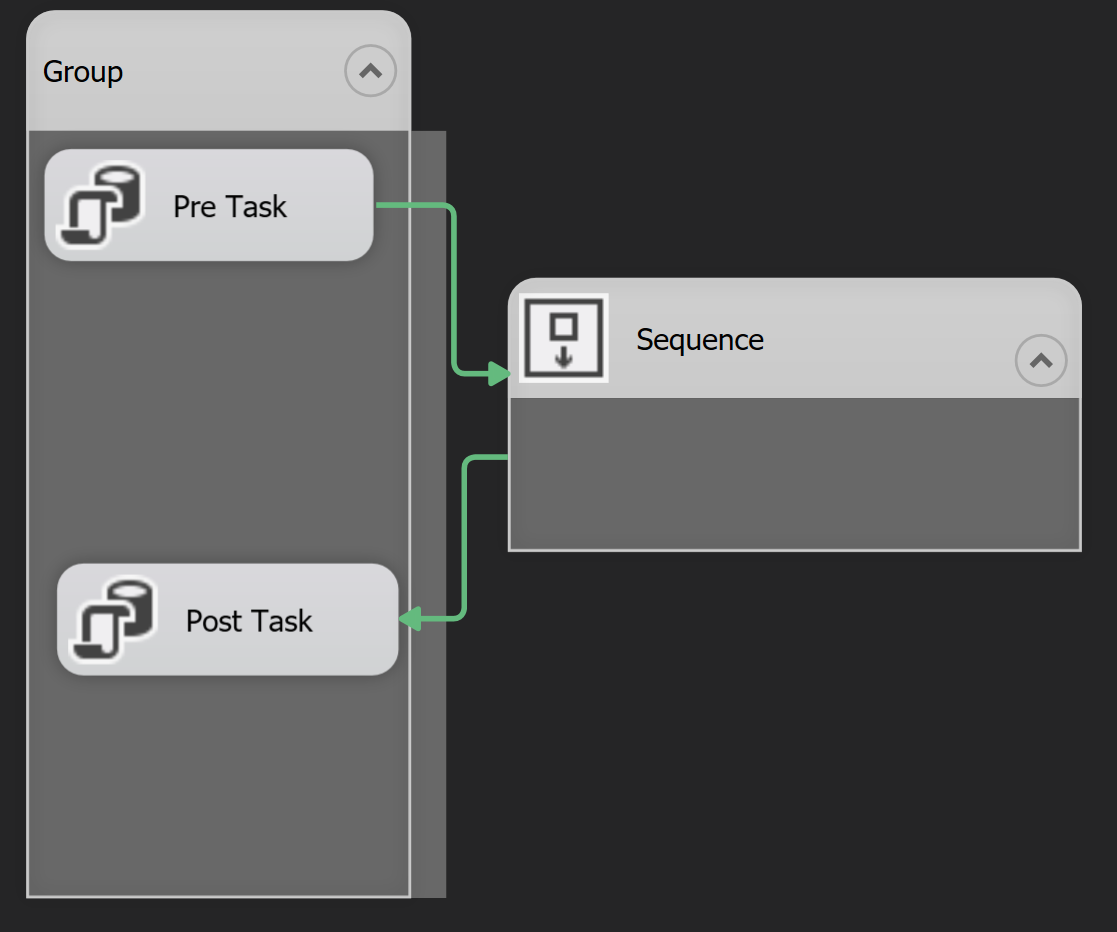 Group
Pre Task
Sequence
Post Task